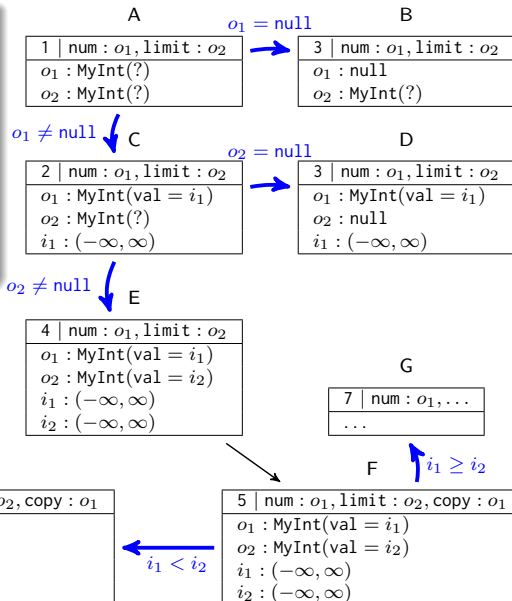 A
B
o₁ = null
1 | num : o₁, limit : o₂
o₁ : MyInt(?)
o₂ : MyInt(?)
3 | num : o₁, limit : o₂
o₁ : null
o₂ : MyInt(?)
o₁ ≠ null
C
D
o₂ = null
2 | num : o₁, limit : o₂
o₁ : MyInt(val = i₁)
o₂ : MyInt(?)
i₁ : (-∞, ∞)
3 | num : o₁, limit : o₂
o₁ : MyInt(val = i₁)
o₂ : null
i₁ : (-∞, ∞)
o₂ ≠ null
E
4 | num : o₁, limit : o₂
o₁ : MyInt(val = i₁)
o₂ : MyInt(val = i₂)
i₁ : (-∞, ∞)
i₂ : (-∞, ∞)
G
7 | num : o₁, ...
...
F
i₁ ≥ i₂
o₂, copy : o₁
i₁ < i₂
5 | num : o₁, limit : o₂, copy : o₁
o₁ : MyInt(val = i₁)
o₂ : MyInt(val = i₂)
i₁ : (-∞, ∞)
i₂ : (-∞, ∞)